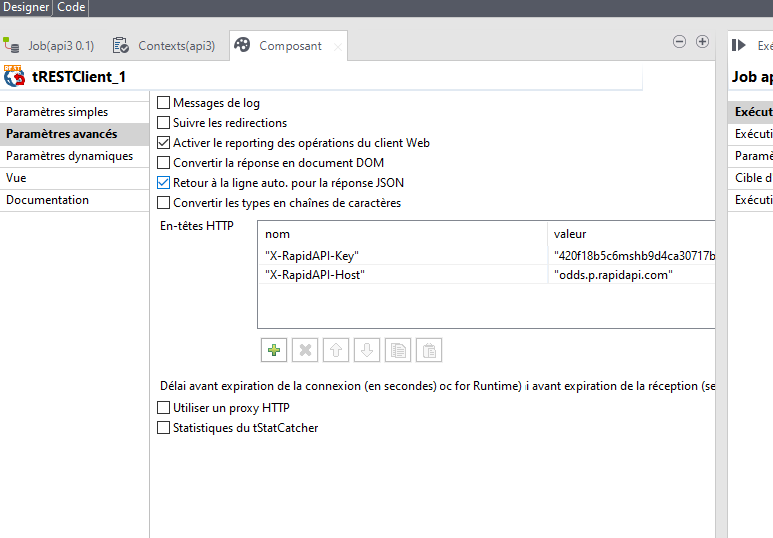 Designer Code
Job(api3 0.1) Contexts(api3) Composant Exé
tRESTClient_1 Job ap
Paramètres simples
Paramètres avancés
Paramètres dynamiques
Vue
Documentation
Messages de log
Suivre les redirections
Activer le reporting des opérations du client Web
Convertir la réponse en document DOM
Retour à la ligne auto. pour la réponse JSON
Convertir les types en chaînes de caractères
En-têtes HTTP
nom valeur
"X-RapidAPI-Key" "420f18b5c6mshb9d4ca30717b
"X-RapidAPI-Host" "odds.p.rapidapi.com"
Délai avant expiration de la connexion (en secondes) oc for Runtime) i avant expiration de la réception (se
Utiliser un proxy HTTP
Statistiques du tStatCatcher
Exécut
Exécuti
Paramè
Cible d
Exécuti